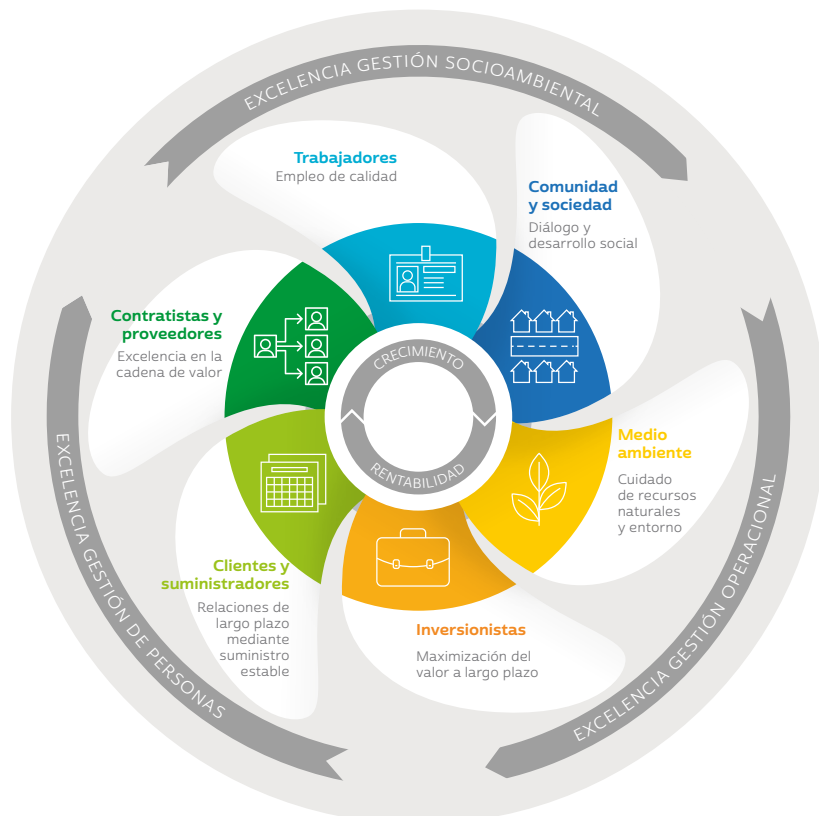 EXCELENCIA GESTIÓN SOCIOAMBIENTAL
Trabajadores
Empleo de calidad
Comunidad
y sociedad
Diálogo y
desarrollo social
Contratistas y
proveedores
Excelencia en la
cadena de valor
CRECIMIENTO
RENTABILIDAD
Medio
ambiente
Cuidado
de recursos
naturales
y entorno
Clientes y
suministradores
Relaciones de
largo plazo
mediante
suministro
estable
Inversionistas
Maximización del
valor a largo plazo
EXCELENCIA GESTIÓN DE PERSONAS
EXCELENCIA GESTIÓN OPERACIONAL